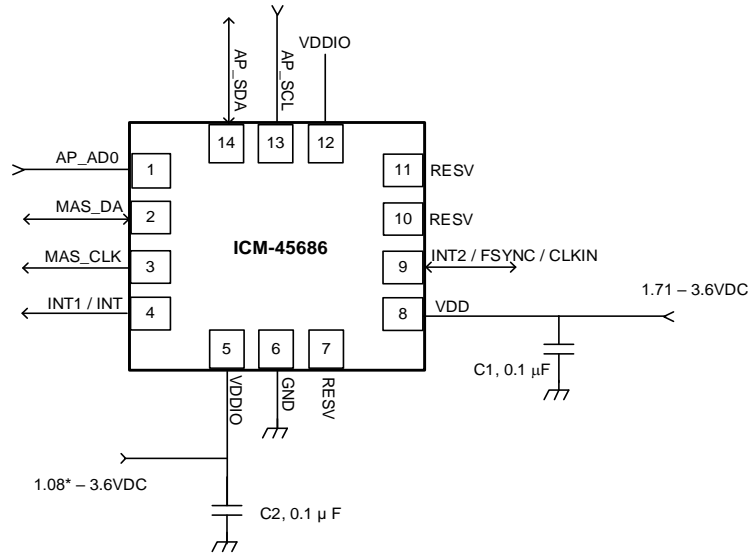 AP_SDA
AP_SCL
VDDIO
14
13
12
AP_AD0
1
11
RESV
MAS_DA
2
10
RESV
ICM-45686
MAS_CLK
3
9
INT2 / FSYNC / CLKIN
INT1 / INT
4
8
VDD
1.71 – 3.6VDC
5
6
7
C1, 0.1 µF
VDDIO
GND
RESV
1.08* – 3.6VDC
C2, 0.1 µ F